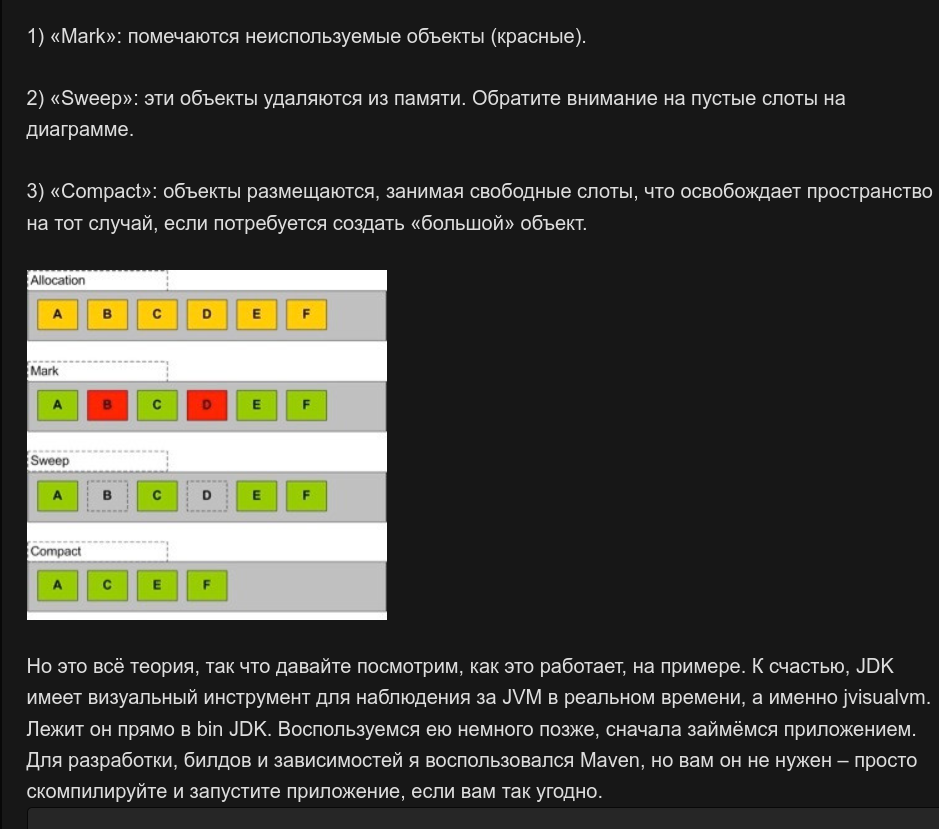 1) «Mark»: помечаются неиспользуемые объекты (красные).
2) «Sweep»: эти объекты удаляются из памяти. Обратите внимание на пустые слоты на
диаграмме.
3) «Compact»: объекты размещаются, занимая свободные слоты, что освобождает пространство
на тот случай, если потребуется создать «большой» объект.
Allocation
A B C D E F
Mark
A B C D E F
Sweep
A B C D E F
Compact
A C E F
Но это всё теория, так что давайте посмотрим, как это работает, на примере. К счастью, JDK
имеет визуальный инструмент для наблюдения за JVM в реальном времени, а именно jvisualvm.
Лежит он прямо в bin JDK. Воспользуемся ею немного позже, сначала займёмся приложением.
Для разработки, билдов и зависимостей я воспользовался Maven, но вам он не нужен – просто
скомпилируйте и запустите приложение, если вам так угодно.